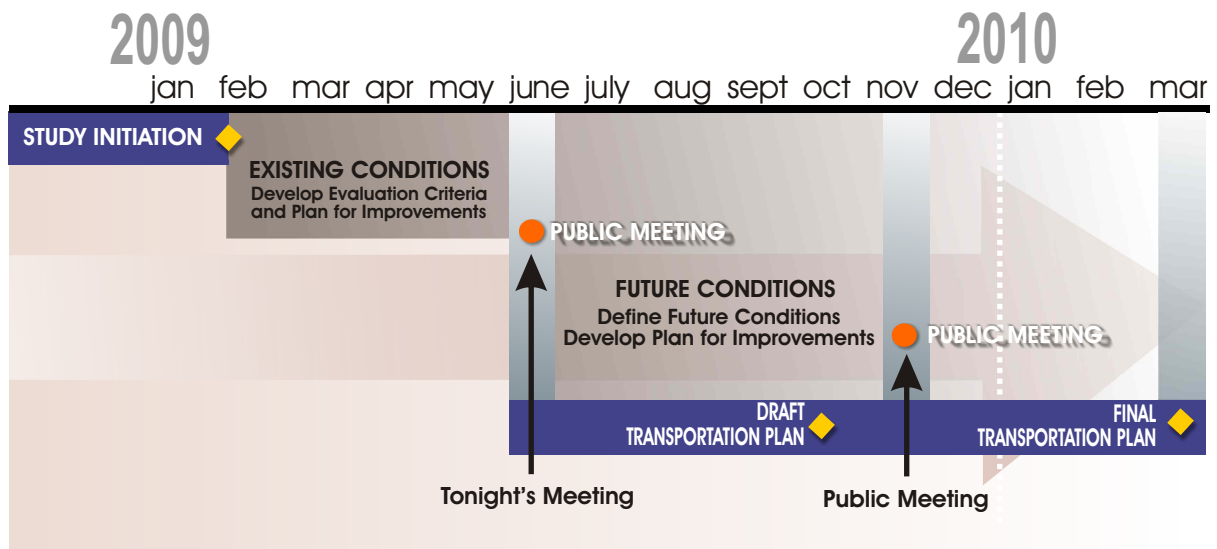 2009
2010
jan feb mar apr may june july aug sept oct nov dec jan feb mar
STUDY INITIATION
EXISTING CONDITIONS
Develop Evaluation Criteria
and Plan for Improvements
PUBLIC MEETING
FUTURE CONDITIONS
Define Future Conditions
Develop Plan for Improvements
PUBLIC MEETING
DRAFT
TRANSPORTATION PLAN
FINAL
TRANSPORTATION PLAN
Tonight's Meeting
Public Meeting